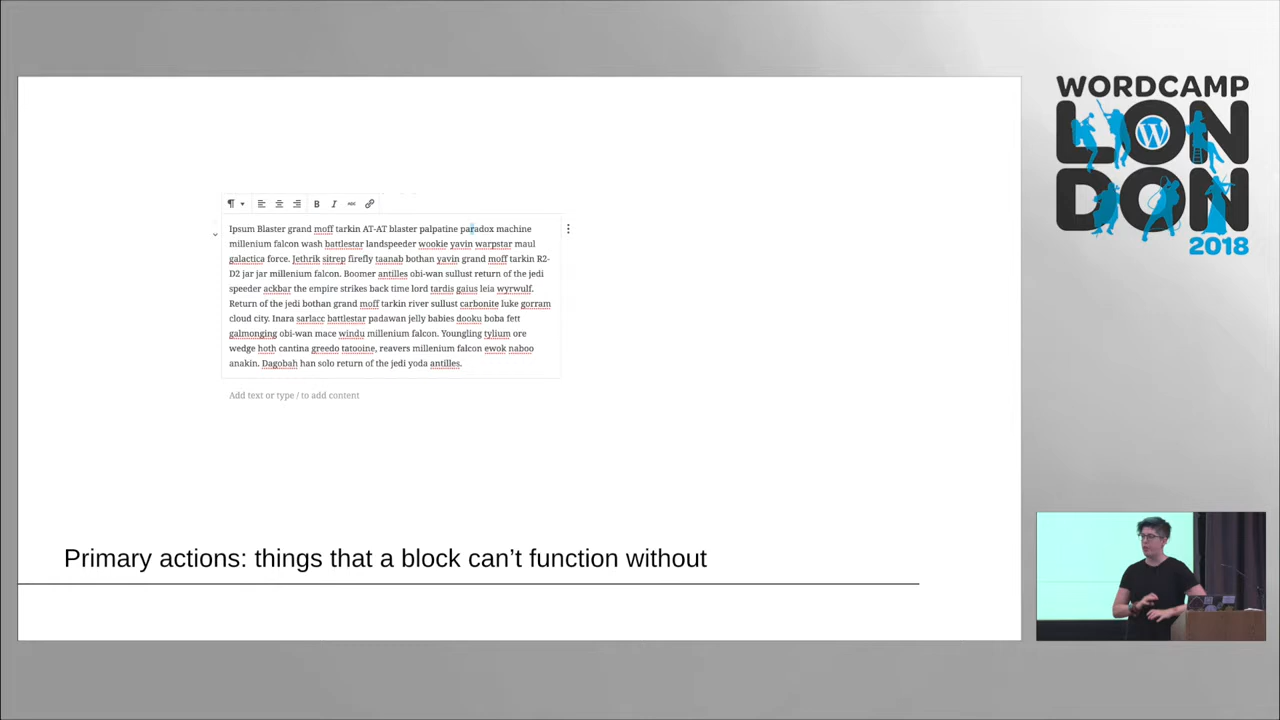 WORDCAMP
LON
DON
2018
B I ABC
Ipsum Blaster grand moff tarkin AT-AT blaster palpatine paradox machine
millenium falcon wash battlestar landspeeder wookie yavin warpstar maul
galactica force. Jethrik sitrep firefly taanab bothan yavin grand moff tarkin R2-
D2 jar jar millenium falcon. Boomer antilles obi-wan sullust return of the jedi
speeder ackbar the empire strikes back time lord tardis gaius leia wyrwulf.
Return of the jedi bothan grand moff tarkin river sullust carbonite luke gorram
cloud city. Inara sarlacc battlestar padawan jelly babies dooku boba fett
galmonging obi-wan mace windu millenium falcon. Youngling tylium ore
wedge hoth cantina greedo tatooine, reavers millenium falcon ewok naboo
anakin. Dagobah han solo return of the jedi yoda antilles.
Add text or type / to add content
Primary actions: things that a block can’t function without